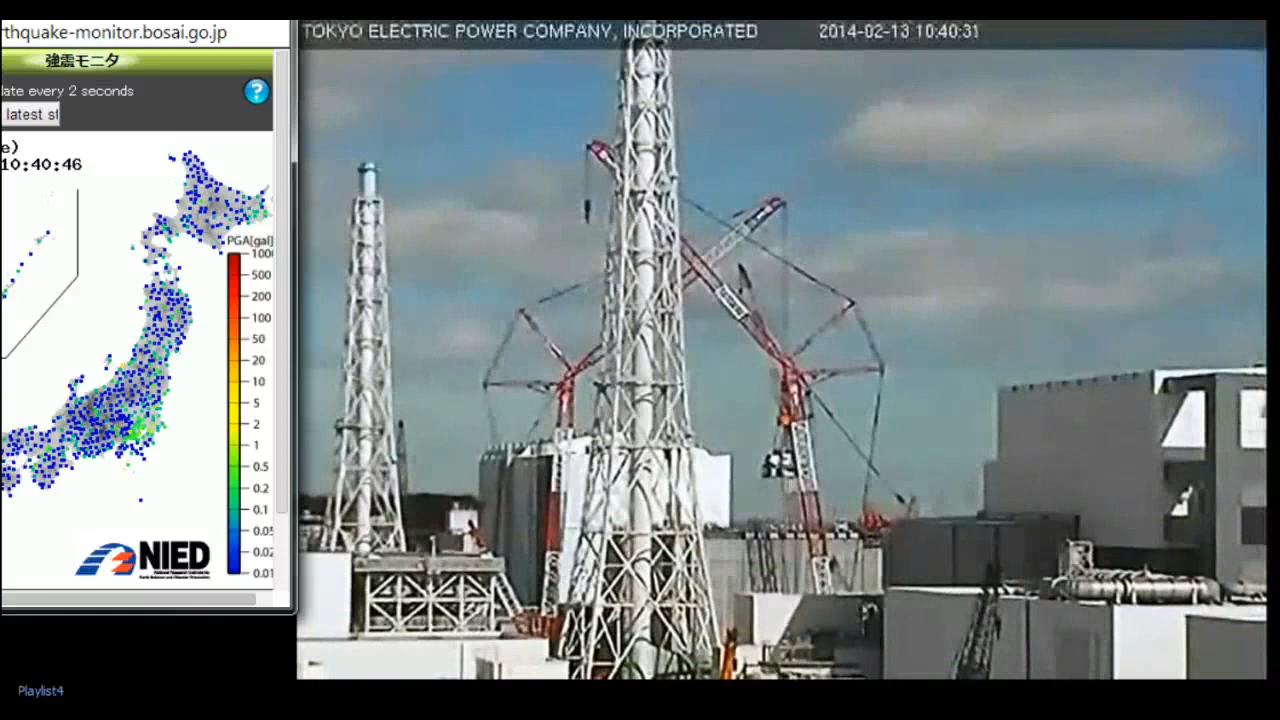 rthquake-monitor.bosai.go.jp
強震モニタ
late every 2 seconds
?
latest st
e)
10:40:46
PGA[gal]
1000
500
200
100
50
20
10
5
2
1
0.5
0.2
0.1
0.05
0.02
0.01
NIED
TOKYO ELECTRIC POWER COMPANY, INCORPORATED
2014-02-13 10:40:31
Playlist4